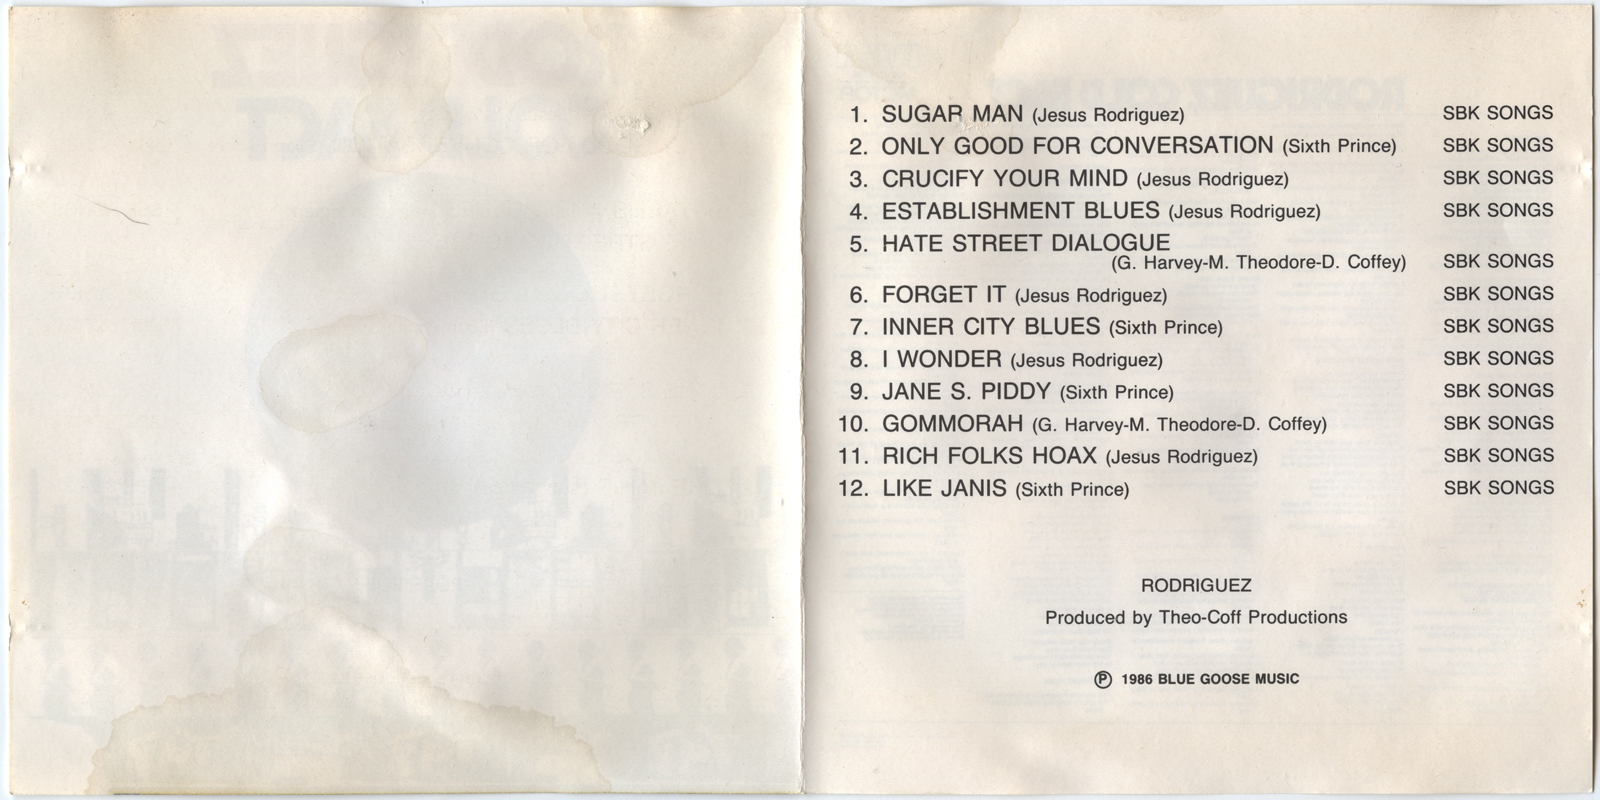 1. SUGAR MAN (Jesus Rodriguez) SBK SONGS
2. ONLY GOOD FOR CONVERSATION (Sixth Prince) SBK SONGS
3. CRUCIFY YOUR MIND (Jesus Rodriguez) SBK SONGS
4. ESTABLISHMENT BLUES (Jesus Rodriguez) SBK SONGS
5. HATE STREET DIALOGUE
(G. Harvey-M. Theodore-D. Coffey) SBK SONGS
6. FORGET IT (Jesus Rodriguez) SBK SONGS
7. INNER CITY BLUES (Sixth Prince) SBK SONGS
8. I WONDER (Jesus Rodriguez) SBK SONGS
9. JANE S. PIDDY (Sixth Prince) SBK SONGS
10. GOMMORAH (G. Harvey-M. Theodore-D. Coffey) SBK SONGS
11. RICH FOLKS HOAX (Jesus Rodriguez) SBK SONGS
12. LIKE JANIS (Sixth Prince) SBK SONGS
RODRIGUEZ
Produced by Theo-Coff Productions
℗ 1986 BLUE GOOSE MUSIC